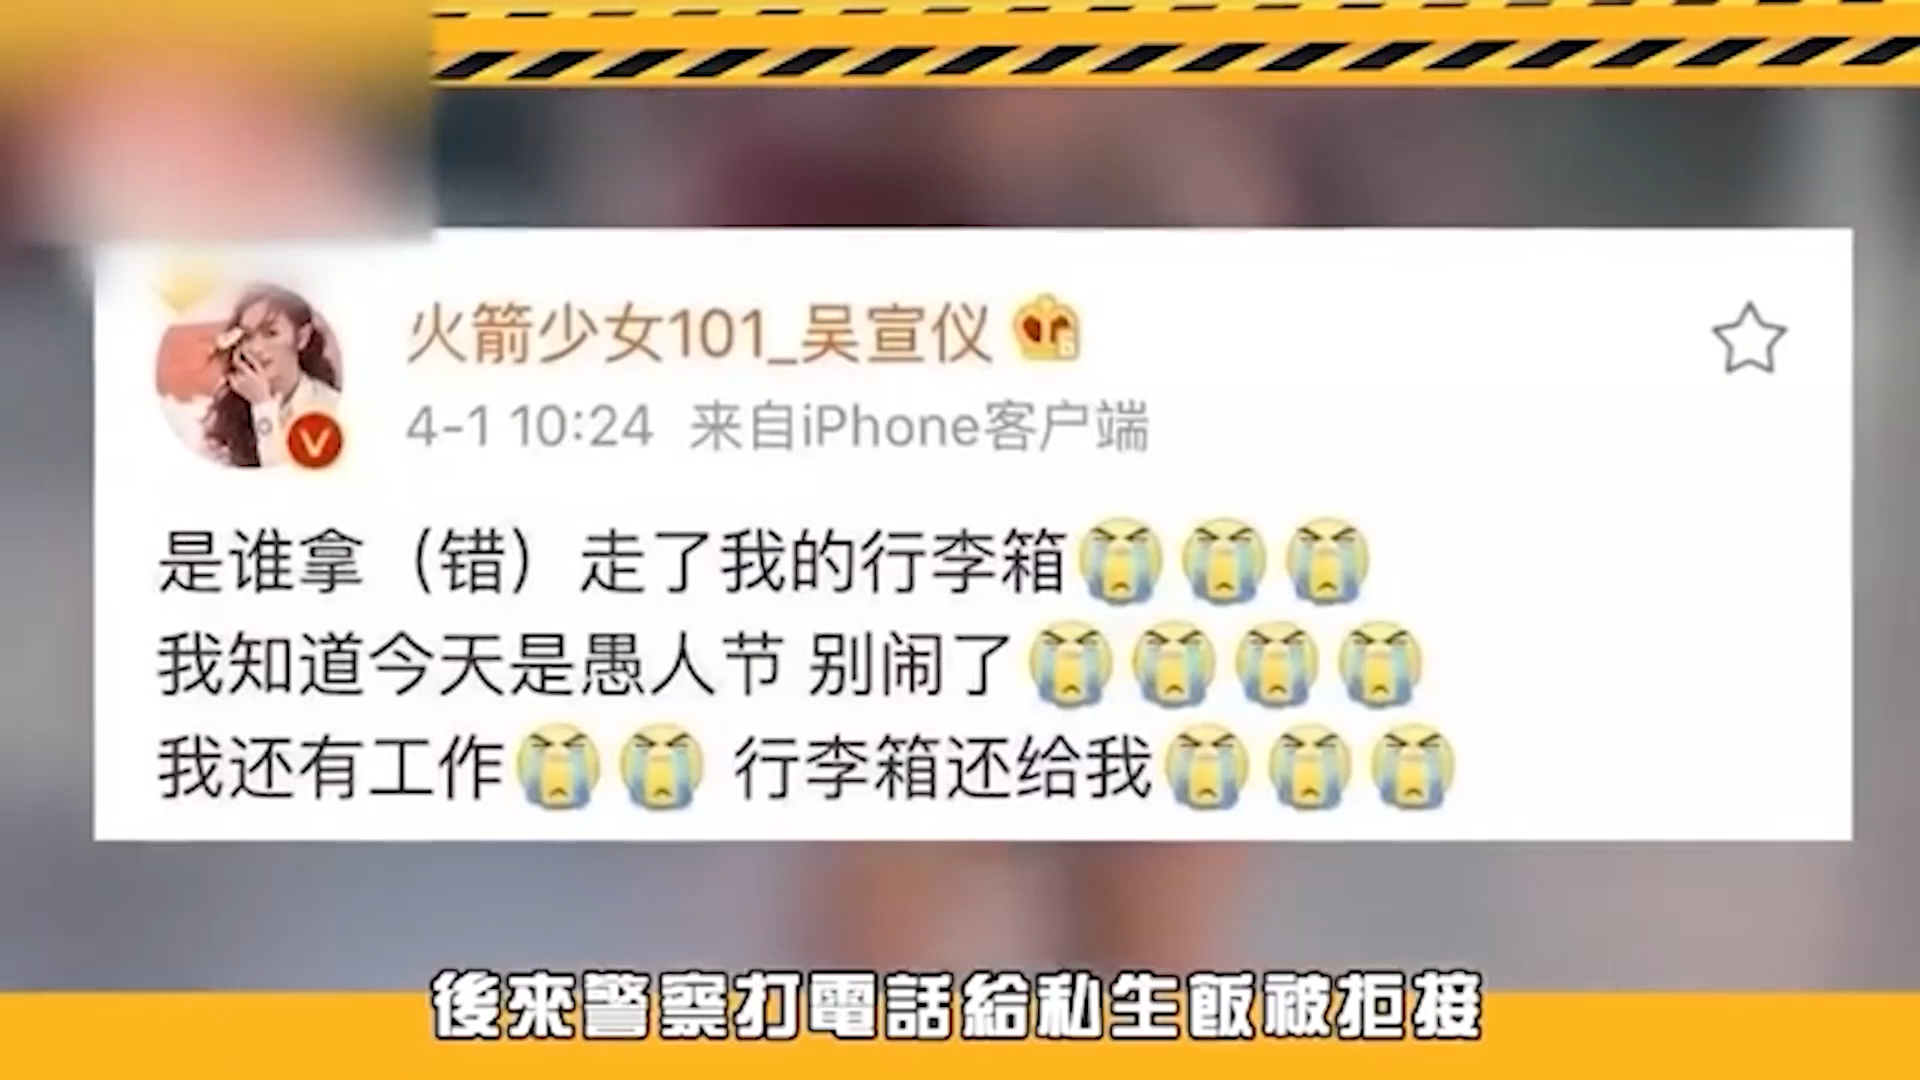 火箭少女101_吴宣仪
4-1 10:24 来自iPhone客户端
是谁拿（错）走了我的行李箱😭😭😭
我知道今天是愚人节 别闹了😭😭😭😭
我还有工作😭😭 行李箱还给我😭😭😭
後來警察打電話給私生飯被拒接